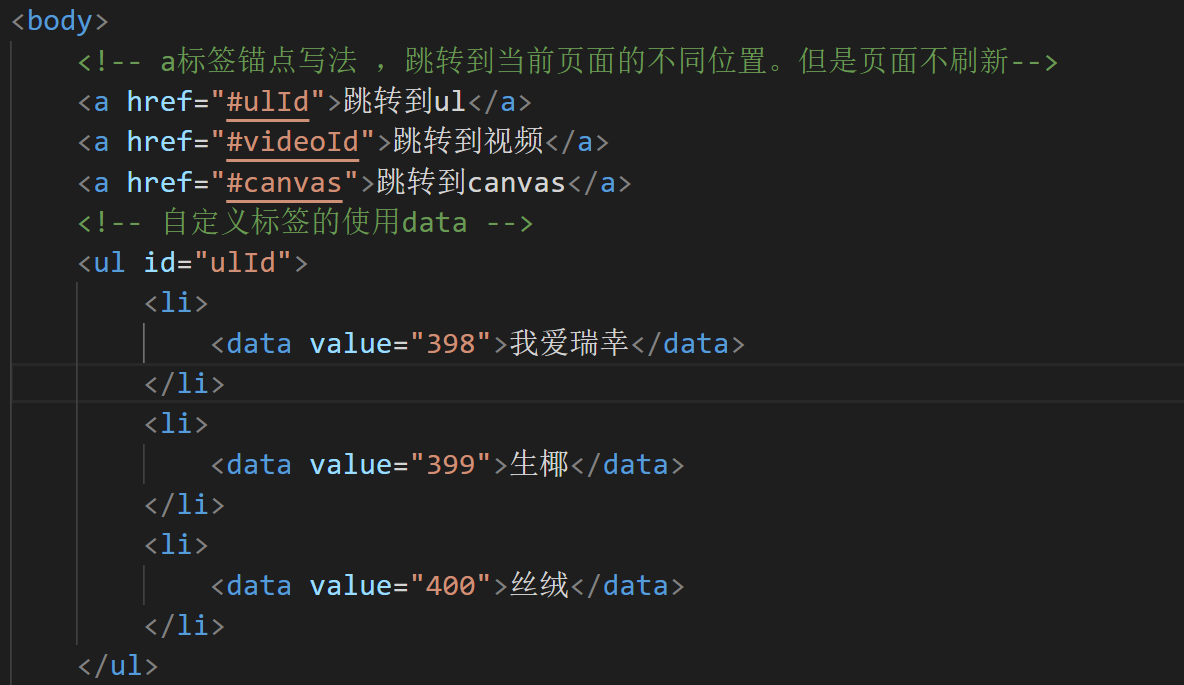 <body>
<!-- a标签锚点写法 ，跳转到当前页面的不同位置。但是页面不刷新-->
<a href="#ulId">跳转到ul</a>
<a href="#videoId">跳转到视频</a>
<a href="#canvas">跳转到canvas</a>
<!-- 自定义标签的使用data -->
<ul id="ulId">
<li>
<data value="398">我爱瑞幸</data>
</li>
<li>
<data value="399">生椰</data>
</li>
<li>
<data value="400">丝绒</data>
</li>
</ul>